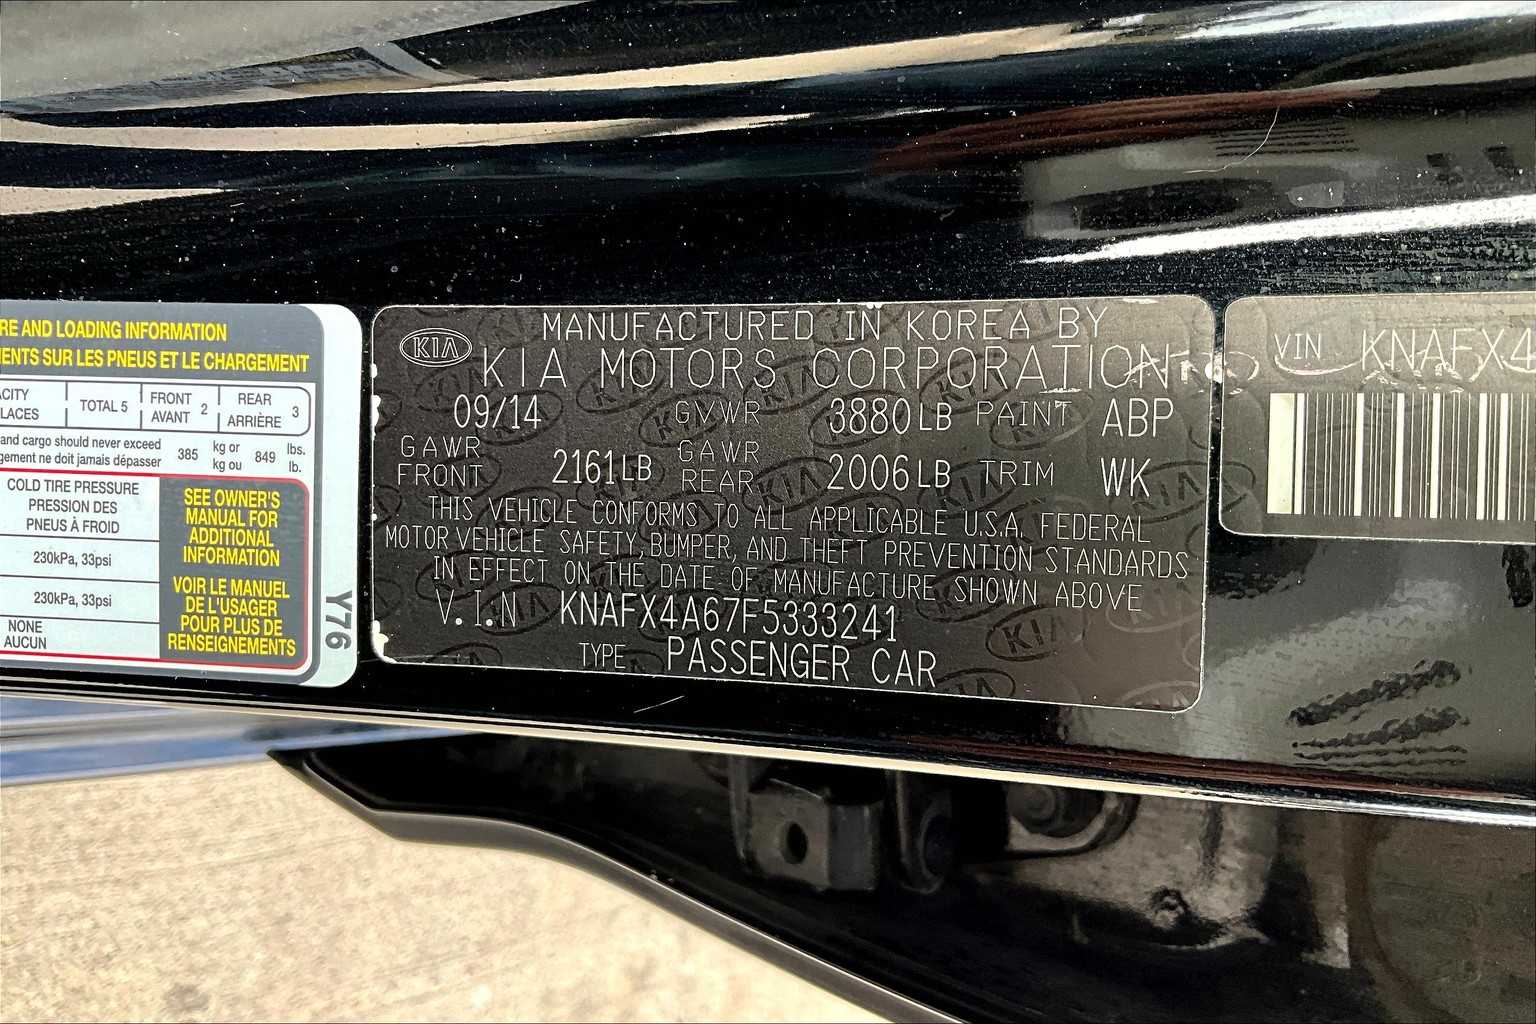 RE AND LOADING INFORMATION
MENTS SUR LES PNEUS ET LE CHARGEMENT
ACITY
LACES
TOTAL 5
FRONT
AVANT
2
REAR
ARRIÈRE
3
and cargo should never exceed
gement ne doit jamais dépasser
385
kg or
kg ou
849
lbs.
lb.
COLD TIRE PRESSURE
PRESSION DES
PNEUS À FROID
230kPa, 33psi
230kPa, 33psi
NONE
AUCUN
SEE OWNER'S
MANUAL FOR
ADDITIONAL
INFORMATION
VOIR LE MANUEL
DE L'USAGER
POUR PLUS DE
RENSEIGNEMENTS
Y76
KIA
MANUFACTURED IN KOREA BY
KIA MOTORS CORPORATION
09/14 GVWR 3880 LB PAINT ABP
GAWR FRONT 2161 LB GAWR REAR 2006 LB TRIM WK
THIS VEHICLE CONFORMS TO ALL APPLICABLE U.S.A. FEDERAL
MOTOR VEHICLE SAFETY, BUMPER, AND THEFT PREVENTION STANDARDS
IN EFFECT ON THE DATE OF MANUFACTURE SHOWN ABOVE
V.I.N KNAFX4A67F5333241
TYPE PASSENGER CAR
VIN KNAFX4